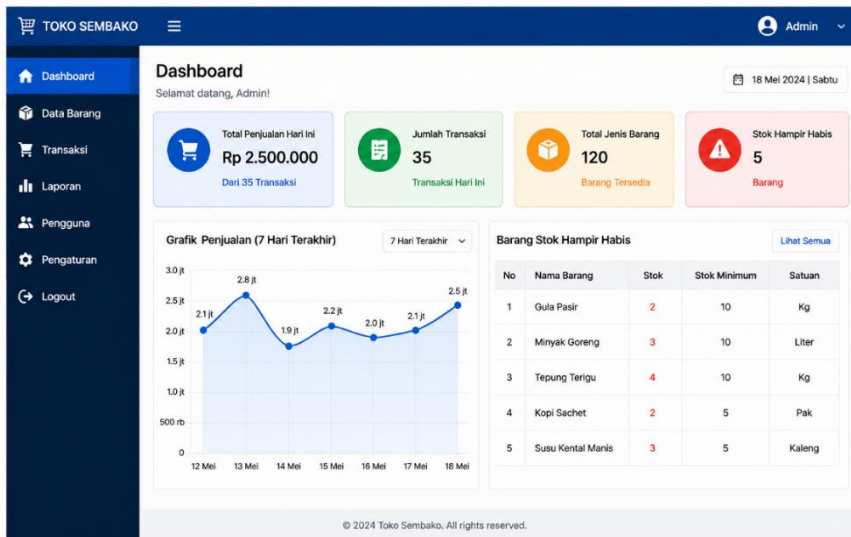 TOKO SEMBAKO
Admin
Dashboard
Data Barang
Transaksi
Laporan
Pengguna
Pengaturan
Logout
Dashboard
Selamat datang, Admin!
18 Mei 2024 | Sabtu
Total Penjualan Hari Ini
Rp 2.500.000
Dari 35 Transaksi
Jumlah Transaksi
35
Transaksi Hari Ini
Total Jenis Barang
120
Barang Tersedia
Stok Hampir Habis
5
Barang
Grafik Penjualan (7 Hari Terakhir)
7 Hari Terakhir
3.0 jt
2.5 jt
2.0 jt
1.5 jt
1.0 jt
500 rb
0
2.1 jt
2.8 jt
1.9 jt
2.2 jt
2.0 jt
2.1 jt
2.5 jt
12 Mei 13 Mei 14 Mei 15 Mei 16 Mei 17 Mei 18 Mei
Barang Stok Hampir Habis
Lihat Semua
No Nama Barang Stok Stok Minimum Satuan
1 Gula Pasir 2 10 Kg
2 Minyak Goreng 3 10 Liter
3 Tepung Terigu 4 10 Kg
4 Kopi Sachet 2 5 Pak
5 Susu Kental Manis 3 5 Kaleng
© 2024 Toko Sembako. All rights reserved.